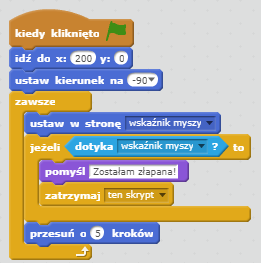 kiedy kliknięto
idź do x: 200 y: 0
ustaw kierunek na -90
zawsze
ustaw w stronę wskaźnik myszy
jeżeli dotyka wskaźnik myszy ? to
pomyśl Zostałam złapana!
zatrzymaj ten skrypt
przesuń o 5 kroków